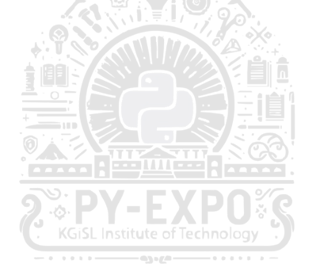 PY-EXPO
KGiSL Institute of Technology